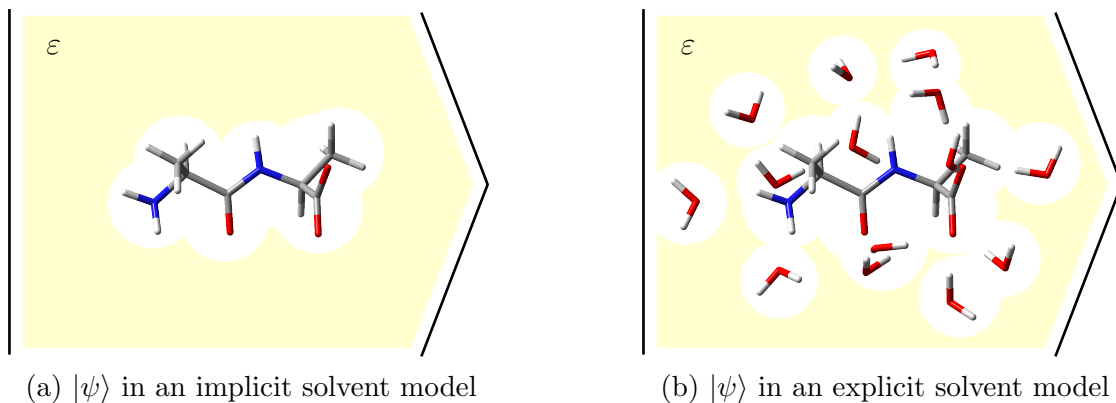 ε
ε
(a) |ψ⟩ in an implicit solvent model
(b) |ψ⟩ in an explicit solvent model